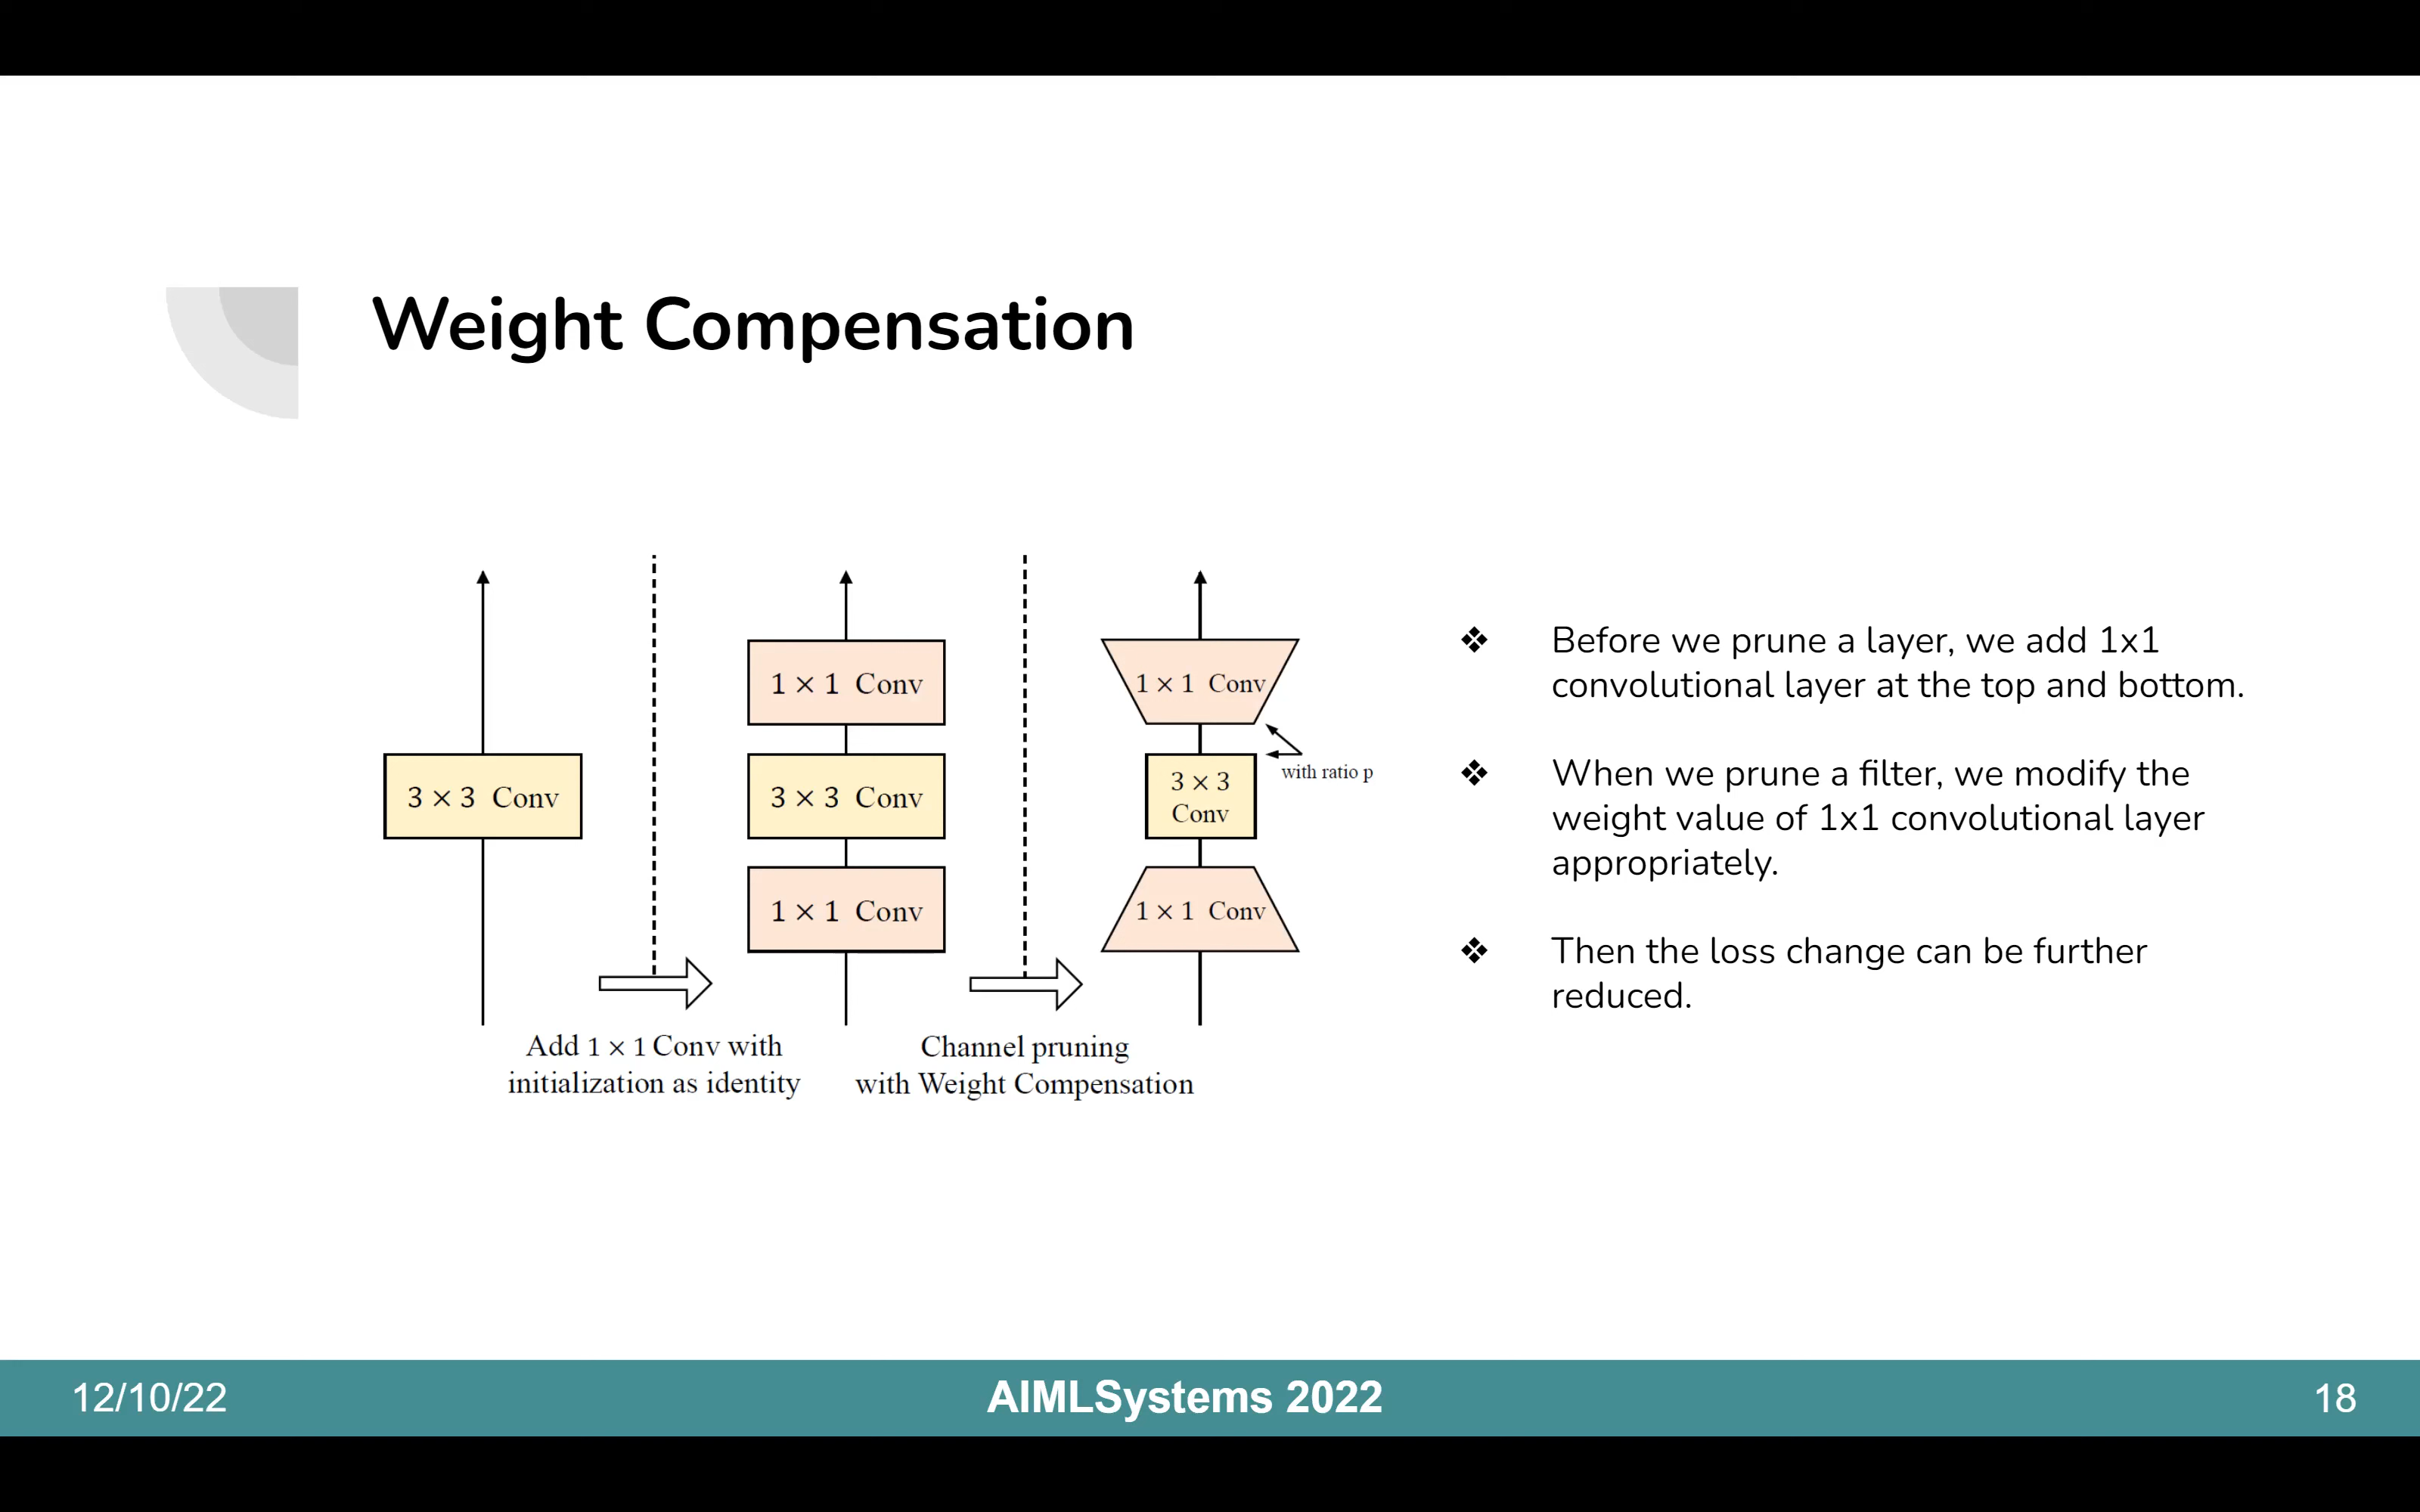 Weight Compensation
3 × 3 Conv
1 × 1 Conv
3 × 3 Conv
1 × 1 Conv
1 × 1 Conv
3 × 3
Conv
1 × 1 Conv
with ratio p
Add 1 × 1 Conv with
initialization as identity
Channel pruning
with Weight Compensation
❖ Before we prune a layer, we add 1x1
convolutional layer at the top and bottom.
❖ When we prune a filter, we modify the
weight value of 1x1 convolutional layer
appropriately.
❖ Then the loss change can be further
reduced.
12/10/22
AIMLSystems 2022
18